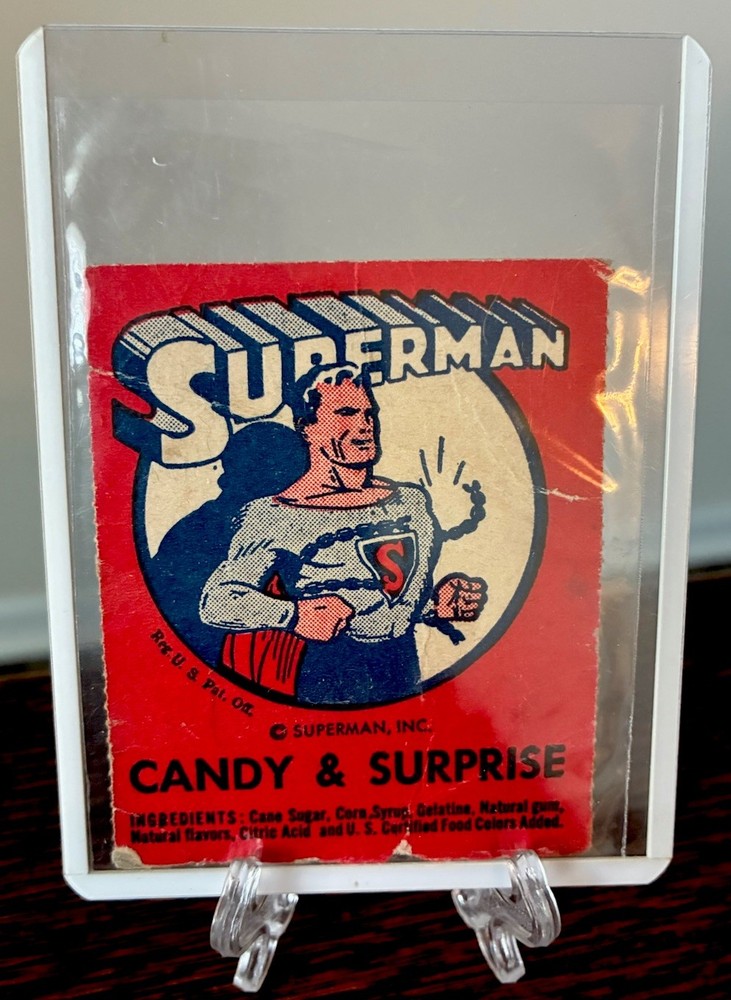 SUPERMAN
S
Reg. U. S. Pat. Off.
© SUPERMAN, INC.
CANDY & SURPRISE
INGREDIENTS: Cane Sugar, Corn Syrup, Gelatine, Natural gum,
Natural flavors, Citric Acid and U. S. Certified Food Colors Added.